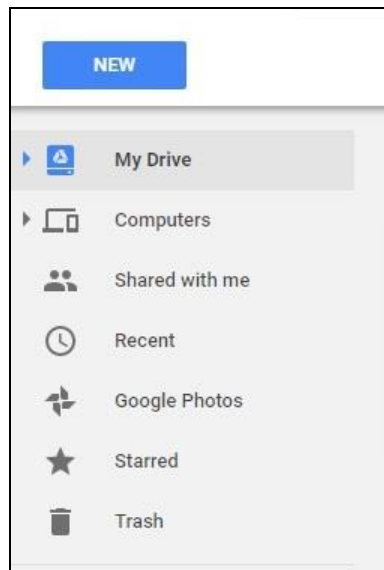 NEW
My Drive
Computers
Shared with me
Recent
Google Photos
Starred
Trash